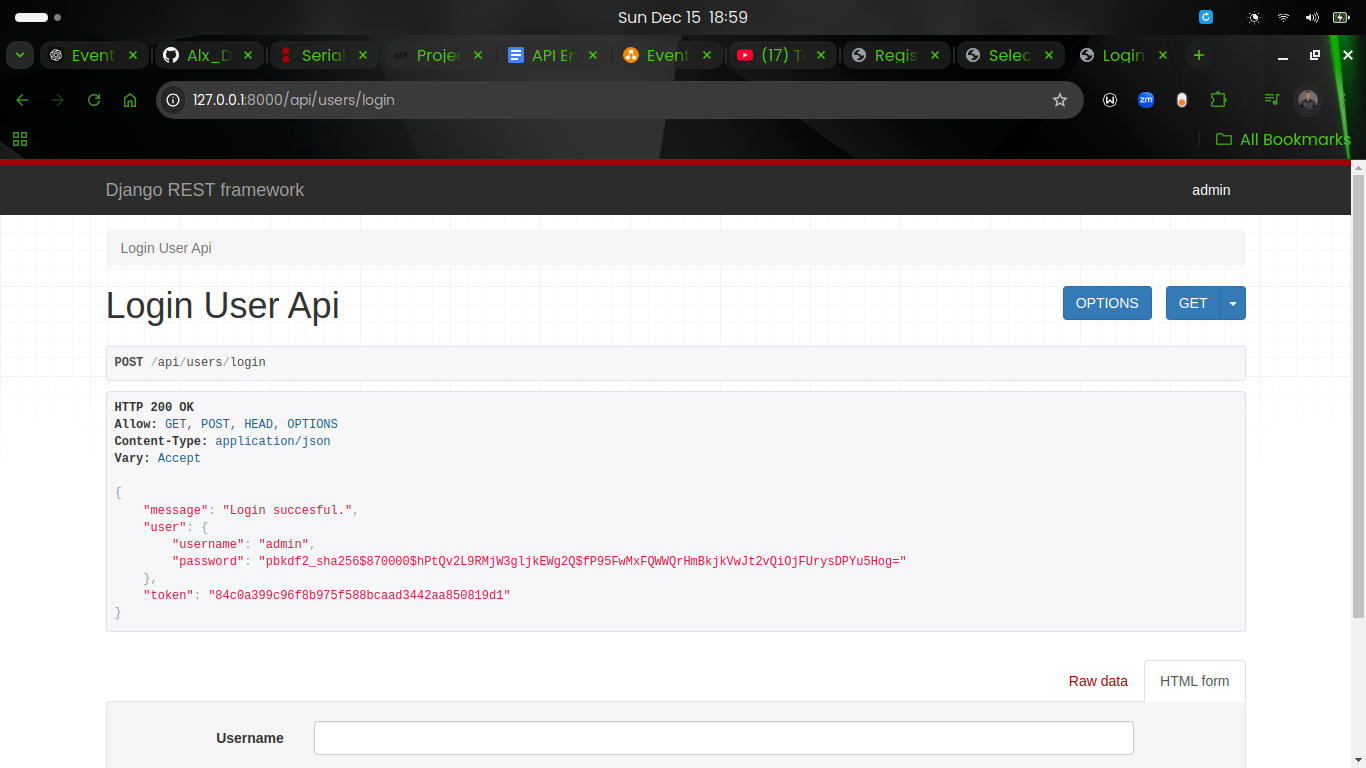 Sun Dec 15 18:59
Event
Alx_D
Serial
Projec
API En
Event
(17) T
Regis
Selec
Login
127.0.0.1:8000/api/users/login
zm
All Bookmarks
Django REST framework
admin
Login User Api
Login User Api
OPTIONS
GET
POST /api/users/login
HTTP 200 OK
Allow: GET, POST, HEAD, OPTIONS
Content-Type: application/json
Vary: Accept
{
"message": "Login succesful.",
"user": {
"username": "admin",
"password": "pbkdf2_sha256$870000$hPtQv2L9RMjW3gljkEWg2Q$fP95FwMxFQWWQrHmBkjkVwJt2vQiOjFUrysDPYu5Hog="
},
"token": "84c0a399c96f8b975f588bcaad3442aa850819d1"
}
Raw data
HTML form
Username